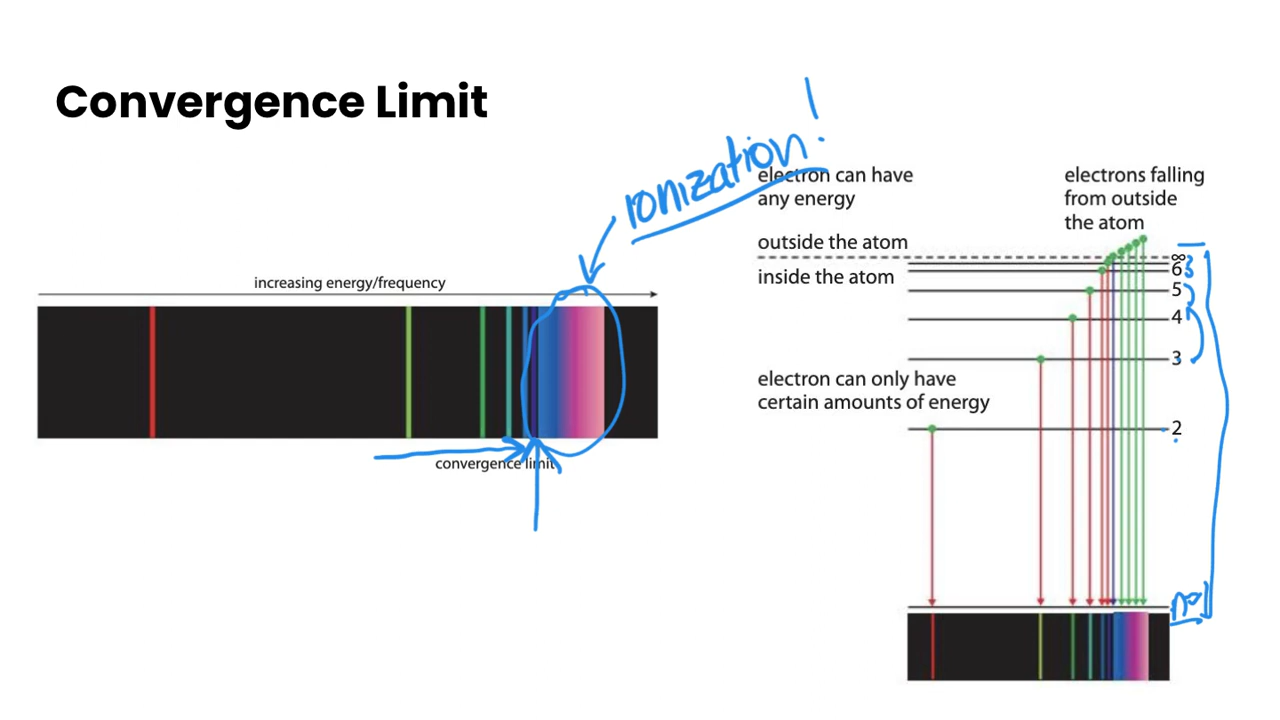 Convergence Limit
ionization!
electron can have
any energy
electrons falling
from outside
the atom
outside the atom
inside the atom
increasing energy/frequency
∞
6
5
4
3
electron can only have
certain amounts of energy
2
convergence limit